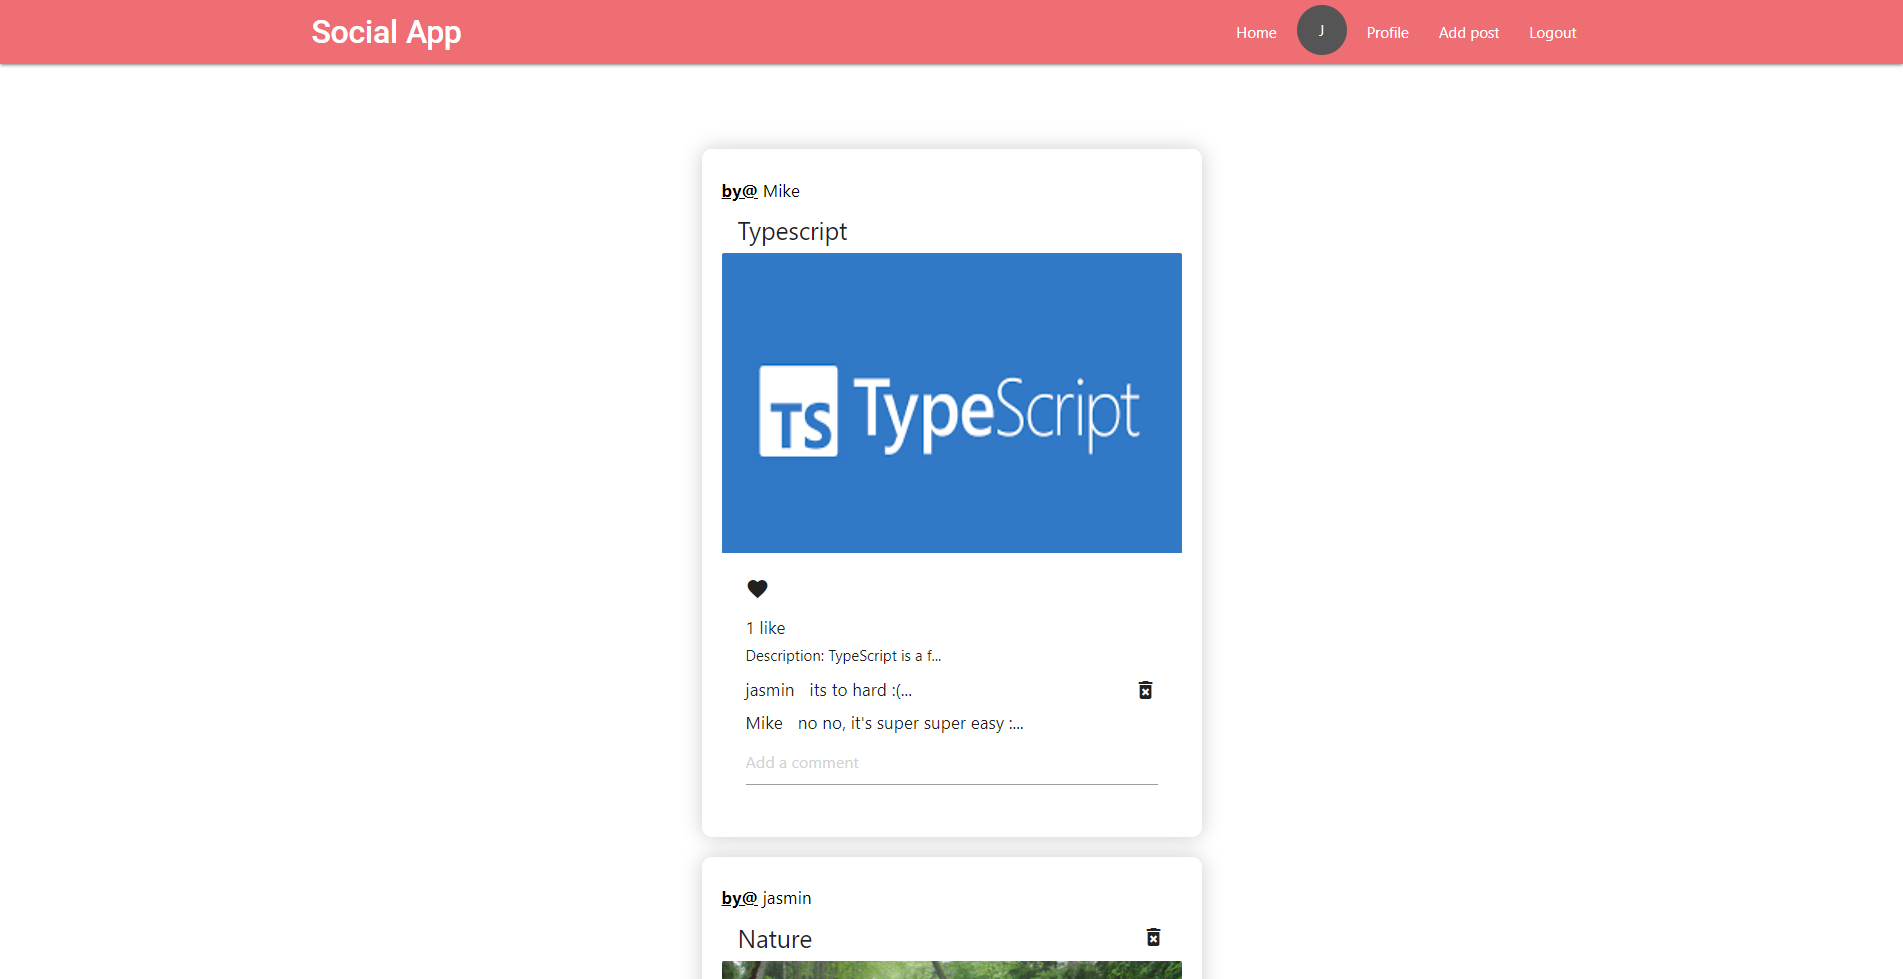 Social App
Home J Profile Add post Logout
by@ Mike
Typescript
TS TypeScript
1 like
Description: TypeScript is a f...
jasmin its to hard :(...
Mike no no, it's super super easy :...
Add a comment
by@ jasmin
Nature